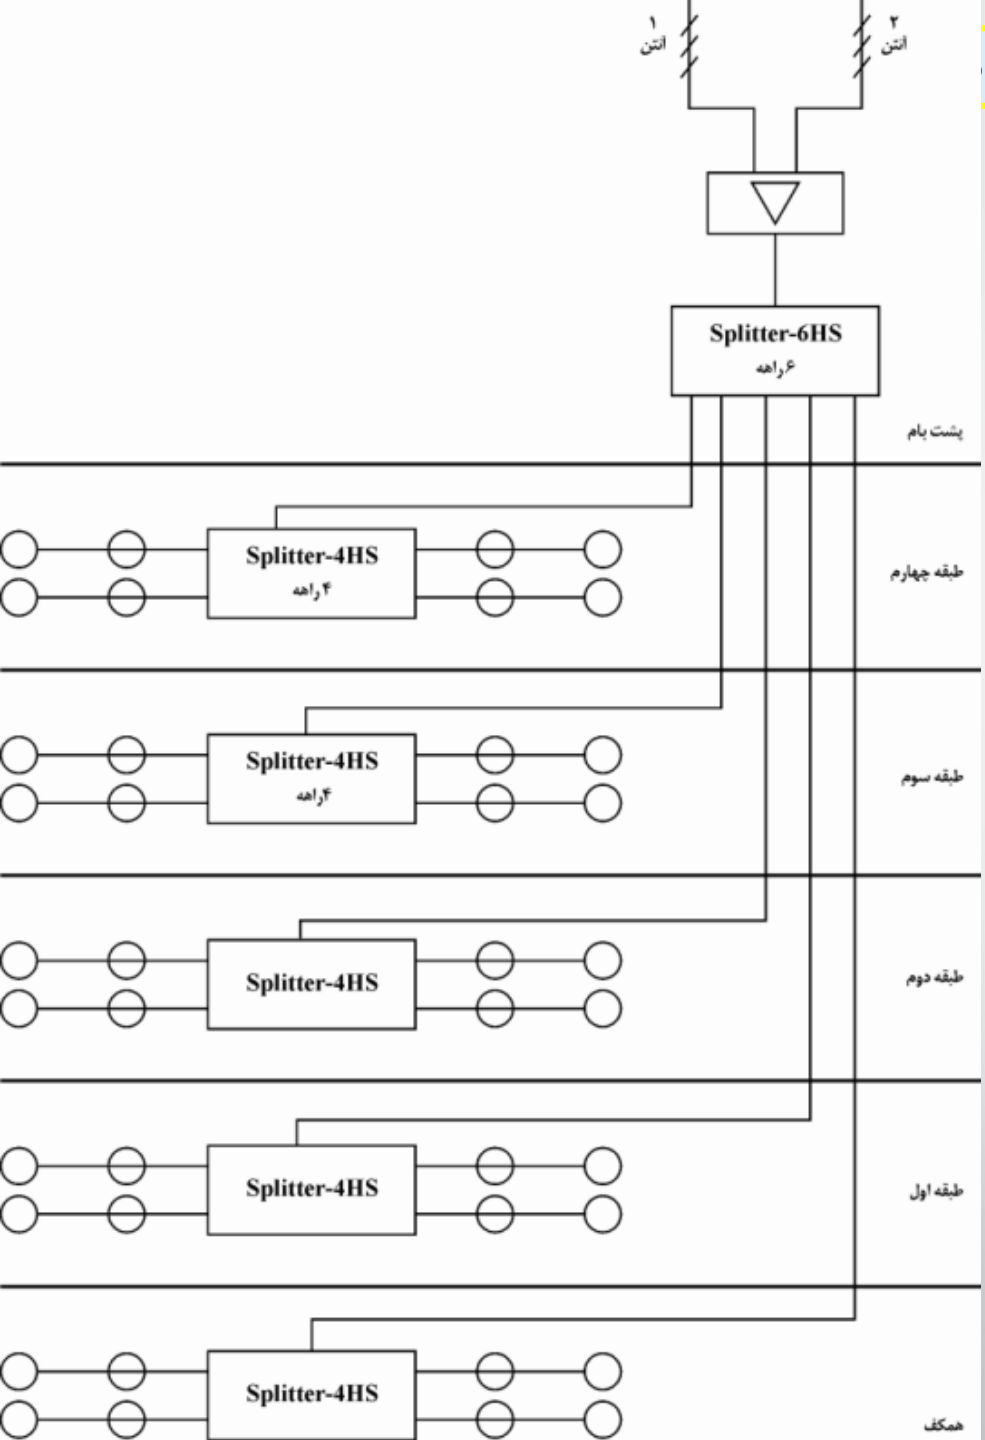 ۱
آنتن
۲
آنتن
Splitter-6HS
۶راهه
پشت بام
Splitter-4HS
۴راهه
طبقه چهارم
Splitter-4HS
۴راهه
طبقه سوم
Splitter-4HS
طبقه دوم
Splitter-4HS
طبقه اول
Splitter-4HS
همکف